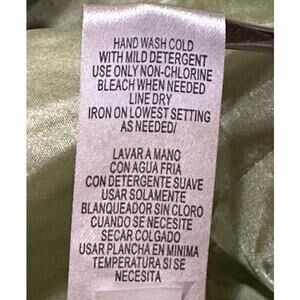 HAND WASH COLD
WITH MILD DETERGENT
USE ONLY NON-CHLORINE
BLEACH WHEN NEEDED
LINE DRY
IRON ON LOWEST SETTING
AS NEEDED/
LAVAR A MANO
CON AGUA FRIA
CON DETERGENTE SUAVE
USAR SOLAMENTE
BLANQUEADOR SIN CLORO
CUANDO SE NECESITE
SECAR COLGADO
USAR PLANCHA EN MINIMA
TEMPERATURA SI SE
NECESITA